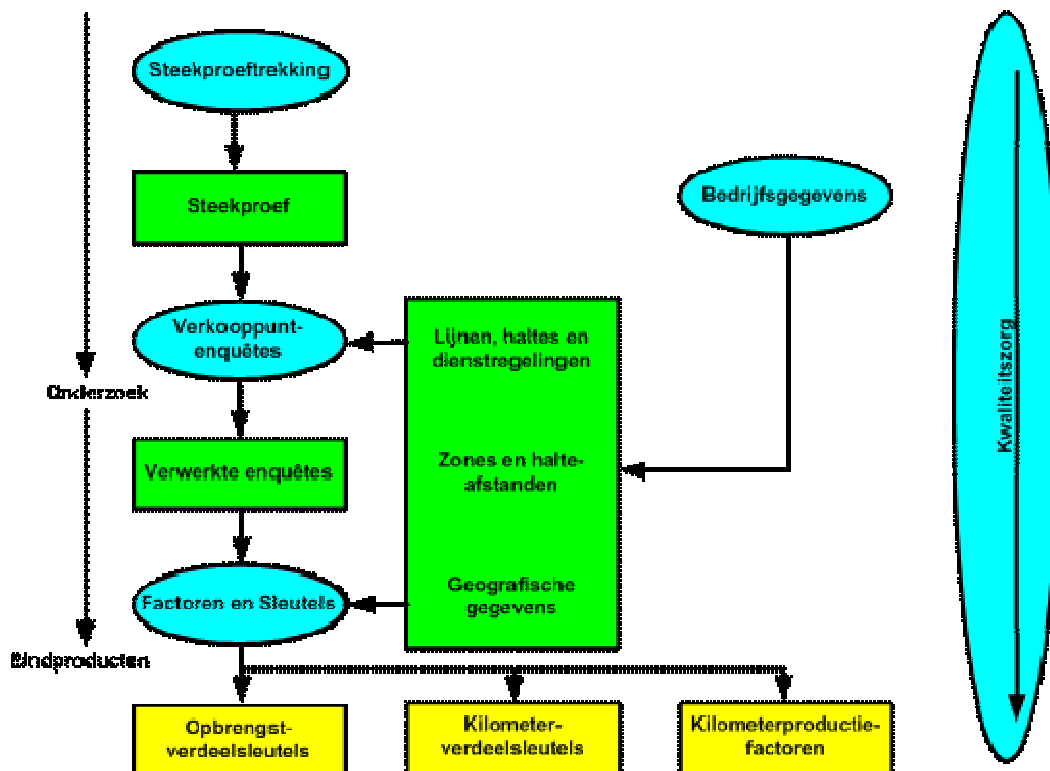 Steekproeftrekking
Steekproef
Bedrijfsgegevens
Verkooppunt-
enquêtes
Lijnen, haltes en
dienstregelingen
Kwaliteitszorg
Onderzoek
Verwerkte enquêtes
Zones en halte-
afstanden
Factoren en Sleutels
Geografische
gegevens
Eindproducten
Opbrengst-
verdeelsleutels
Kilometer-
verdeelsleutels
Kilometerproductie-
factoren